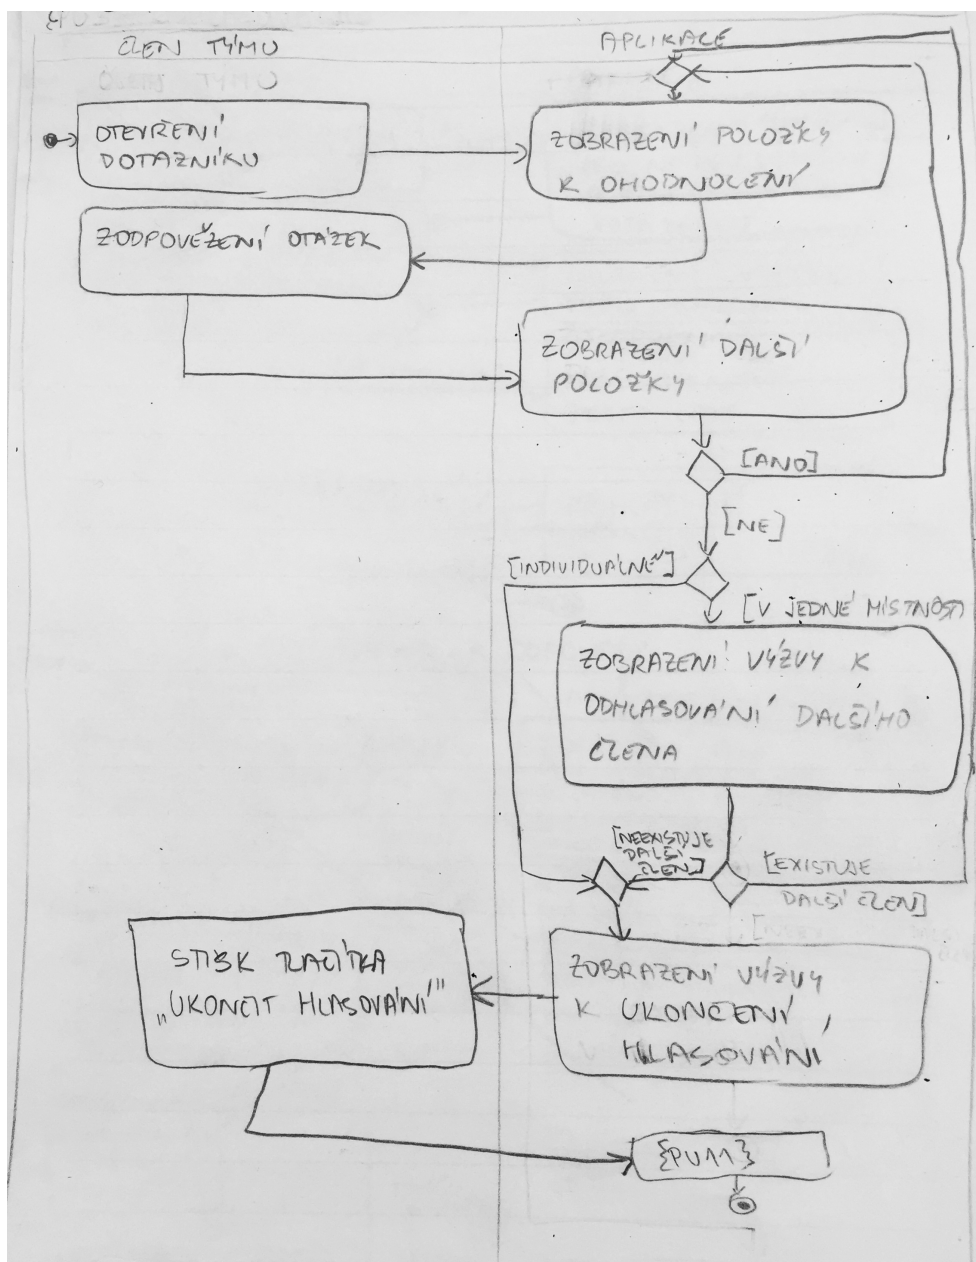 ČLEN TÝMU
APLIKACE
OTEVŘENÍ
DOTAZNÍKU
ZOBRAZENÍ POLOŽKY
K OHODNOCENÍ
ZODPOVĚZENÍ OTÁZEK
ZOBRAZENÍ DALŠÍ
POLOŽKY
[ANO]
[NE]
[INDIVIDUÁLNĚ]
[V JEDNÉ MÍSTNOSTI
ZOBRAZENÍ VÝZVY K
ODHLASOVÁNÍ DALŠÍHO
ČLENA
[NEEXISTUJE
DALŠÍ
ČLEN]
[EXISTUJE
DALŠÍ ČLEN]
ZOBRAZENÍ VÝZVY
K UKONČENÍ
HLASOVÁNÍ
STISK TLAČÍTKA
„UKONČIT HLASOVÁNÍ"
{PU11}